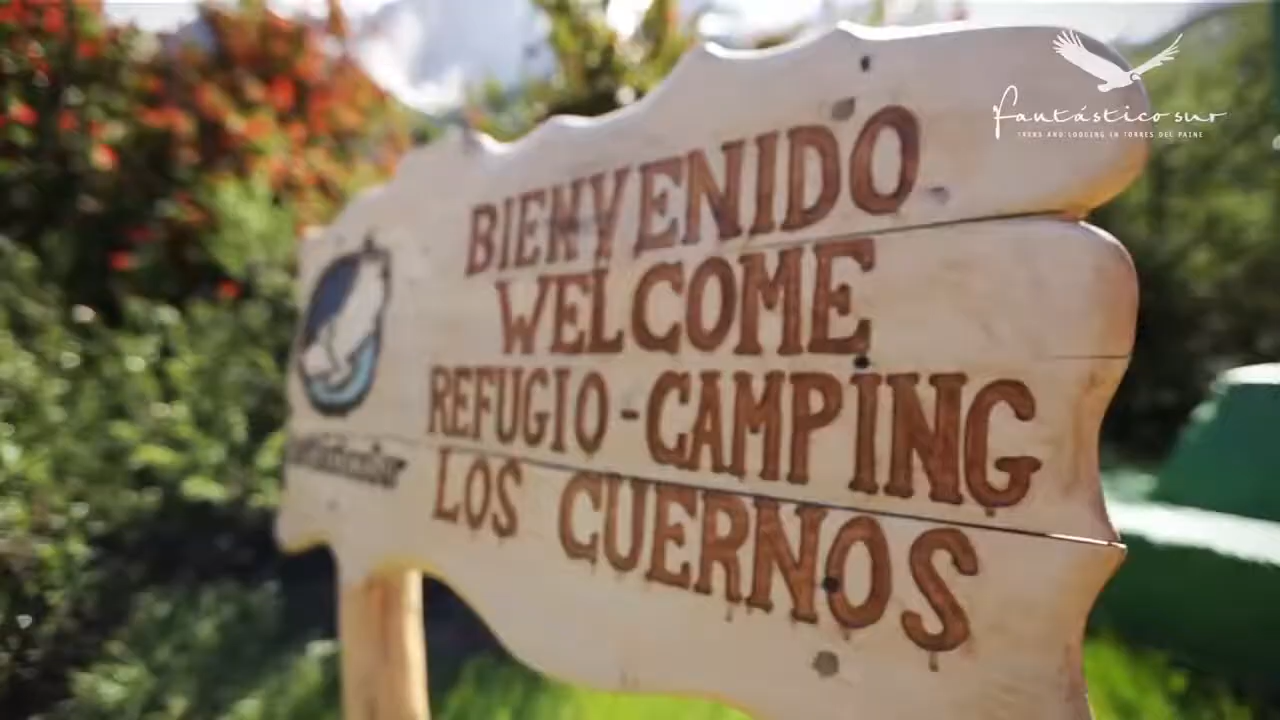 fantástico sur
TREKS AND LODGING IN TORRES DEL PAINE
BIENVENIDO
WELCOME
REFUGIO - CAMPING
LOS CUERNOS